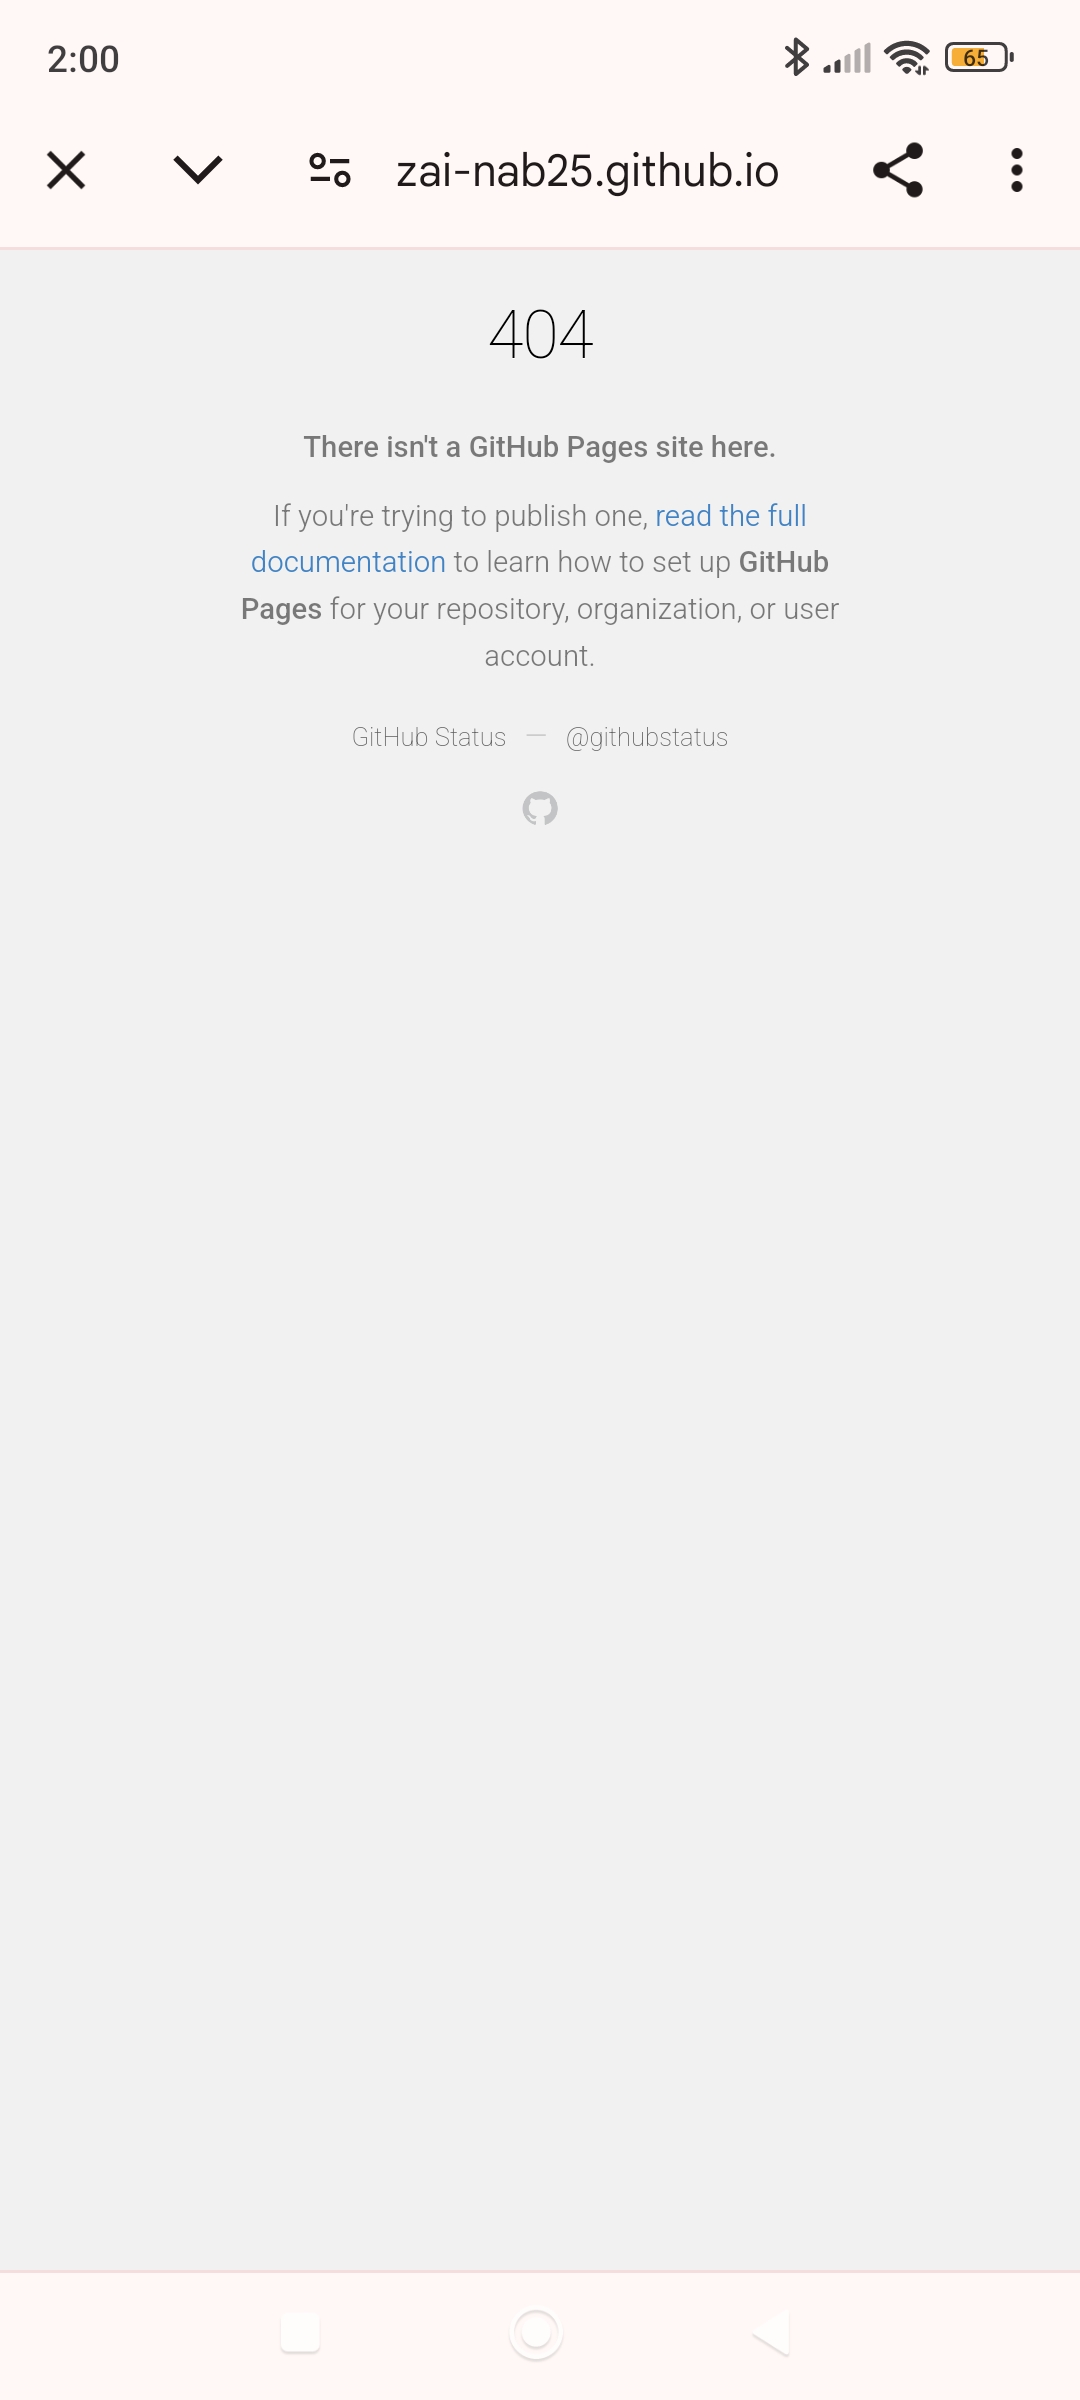 2:00
65
zai-nab25.github.io
404
There isn't a GitHub Pages site here.
If you're trying to publish one, read the full
documentation to learn how to set up GitHub
Pages for your repository, organization, or user
account.
GitHub Status — @githubstatus